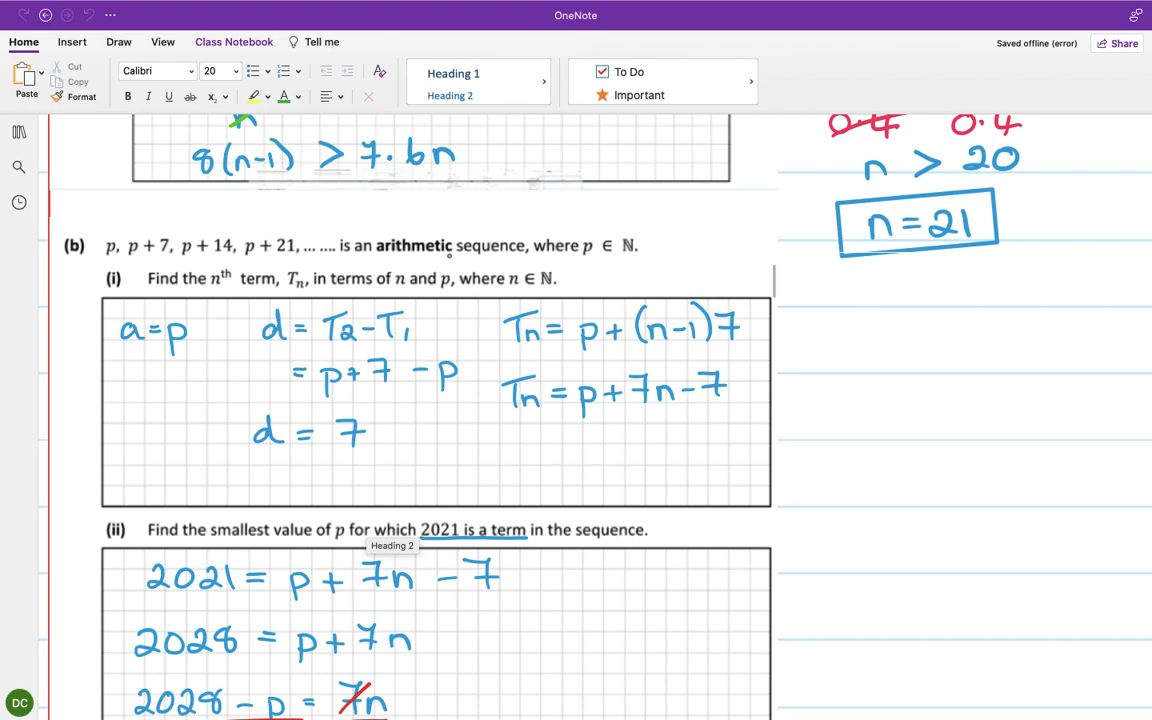 OneNote
Home Insert Draw View Class Notebook Tell me
Saved offline (error) Share
Paste Cut Copy Format
Calibri 20
B I U ab x₂ A
Heading 1
Heading 2
To Do
Important
8(n-1) > 7.6n
0.4 0.4
n > 20
n = 21
(b) p, p + 7, p + 14, p + 21, ... .... is an arithmetic sequence, where p ∈ ℕ.
(i) Find the nth term, Tn, in terms of n and p, where n ∈ ℕ.
a = p
d = T2 - T1
= p + 7 - p
d = 7
Tn = p + (n-1)7
Tn = p + 7n - 7
(ii) Find the smallest value of p for which 2021 is a term in the sequence.
Heading 2
2021 = p + 7n - 7
2028 = p + 7n
2028 - p = 7n
DC